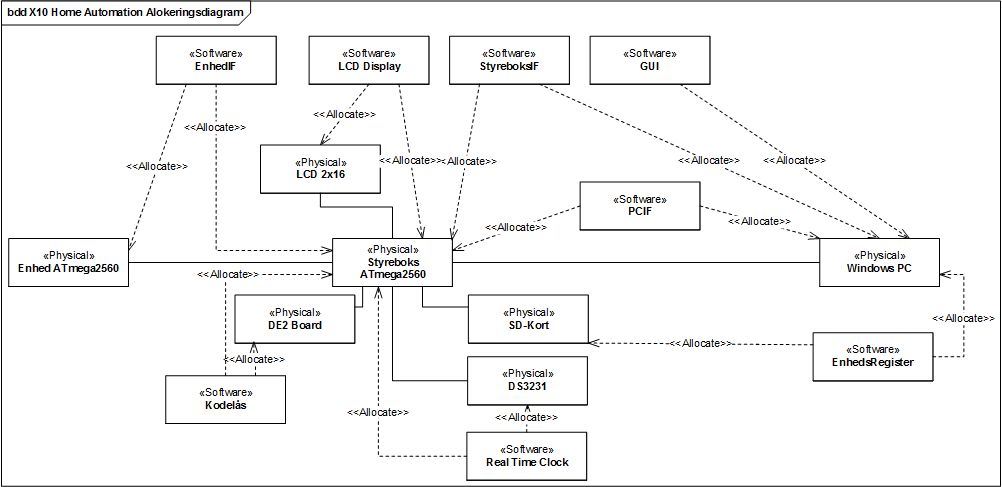 bdd X10 Home Automation Alokeringsdiagram
«Software»
EnhedIF
«Software»
LCD Display
«Software»
StyreboksIF
«Software»
GUI
<<Allocate>>
<<Allocate>>
<<Allocate>>
<<Allocate>>
<<Allocate>>
<<Allocate>>
<<Allocate>>
«Physical»
LCD 2x16
«Software»
PCIF
<<Allocate>>
<<Allocate>>
«Physical»
Enhed ATmega2560
«Physical»
Styreboks
ATmega2560
«Physical»
Windows PC
<<Allocate>>
«Physical»
DE2 Board
«Physical»
SD-Kort
<<Allocate>>
<<Allocate>>
«Software»
EnhedsRegister
<<Allocate>>
«Physical»
DS3231
«Software»
Kodelås
<<Allocate>>
<<Allocate>>
«Software»
Real Time Clock